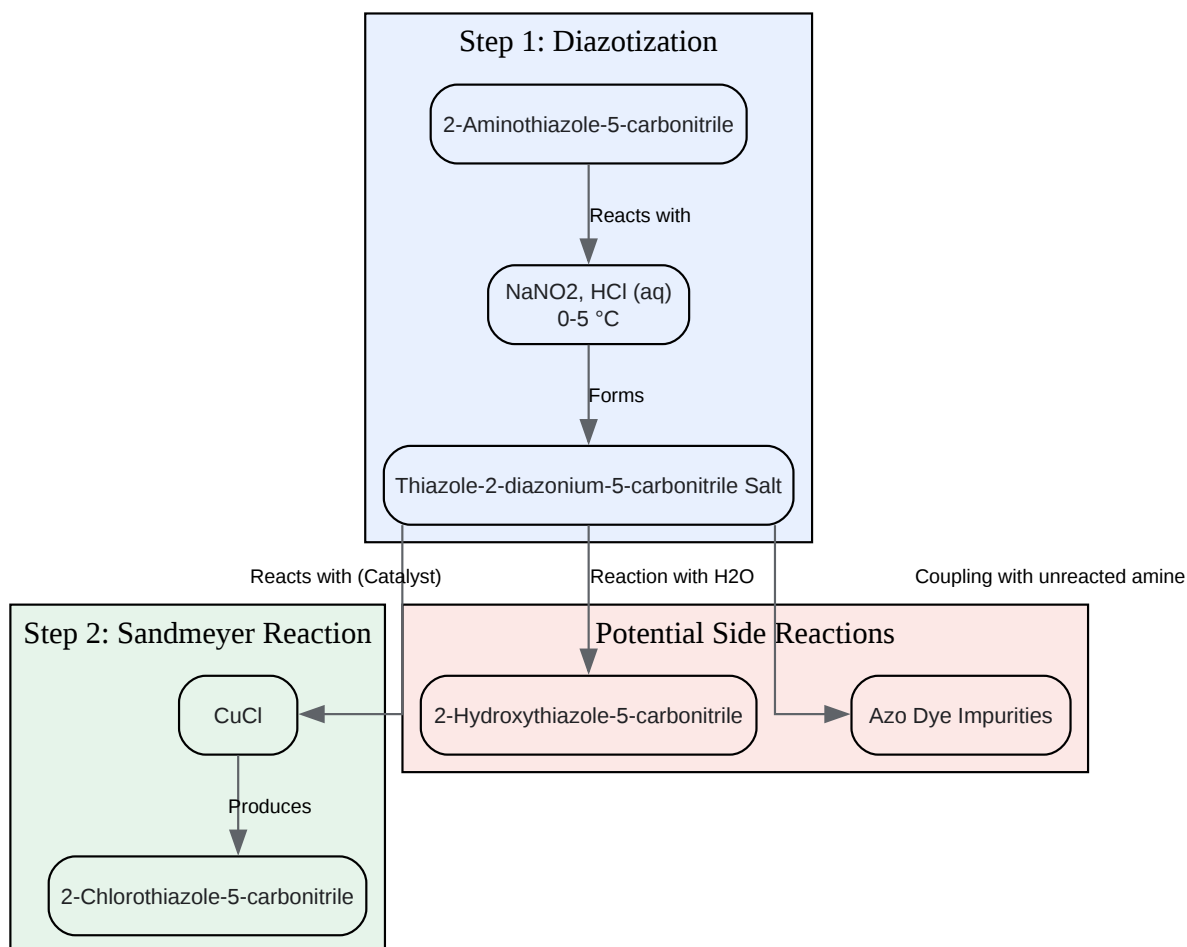 Step 1: Diazotization
2-Aminothiazole-5-carbonitrile
Reacts with
NaNO2, HCl (aq)
0-5 °C
Forms
Thiazole-2-diazonium-5-carbonitrile Salt
Reacts with (Catalyst)
Reaction with H2O
Coupling with unreacted amine
Step 2: Sandmeyer Reaction
Potential Side Reactions
CuCl
2-Hydroxythiazole-5-carbonitrile
Azo Dye Impurities
Produces
2-Chlorothiazole-5-carbonitrile